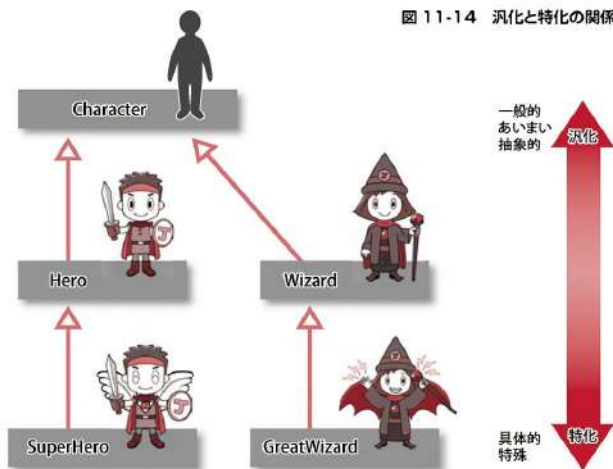 図 11-14 汎化と特化の関係
Character
Hero
Wizard
SuperHero
GreatWizard
一般的
あいまい
抽象的
汎化
具体的
特殊
特化
J
J